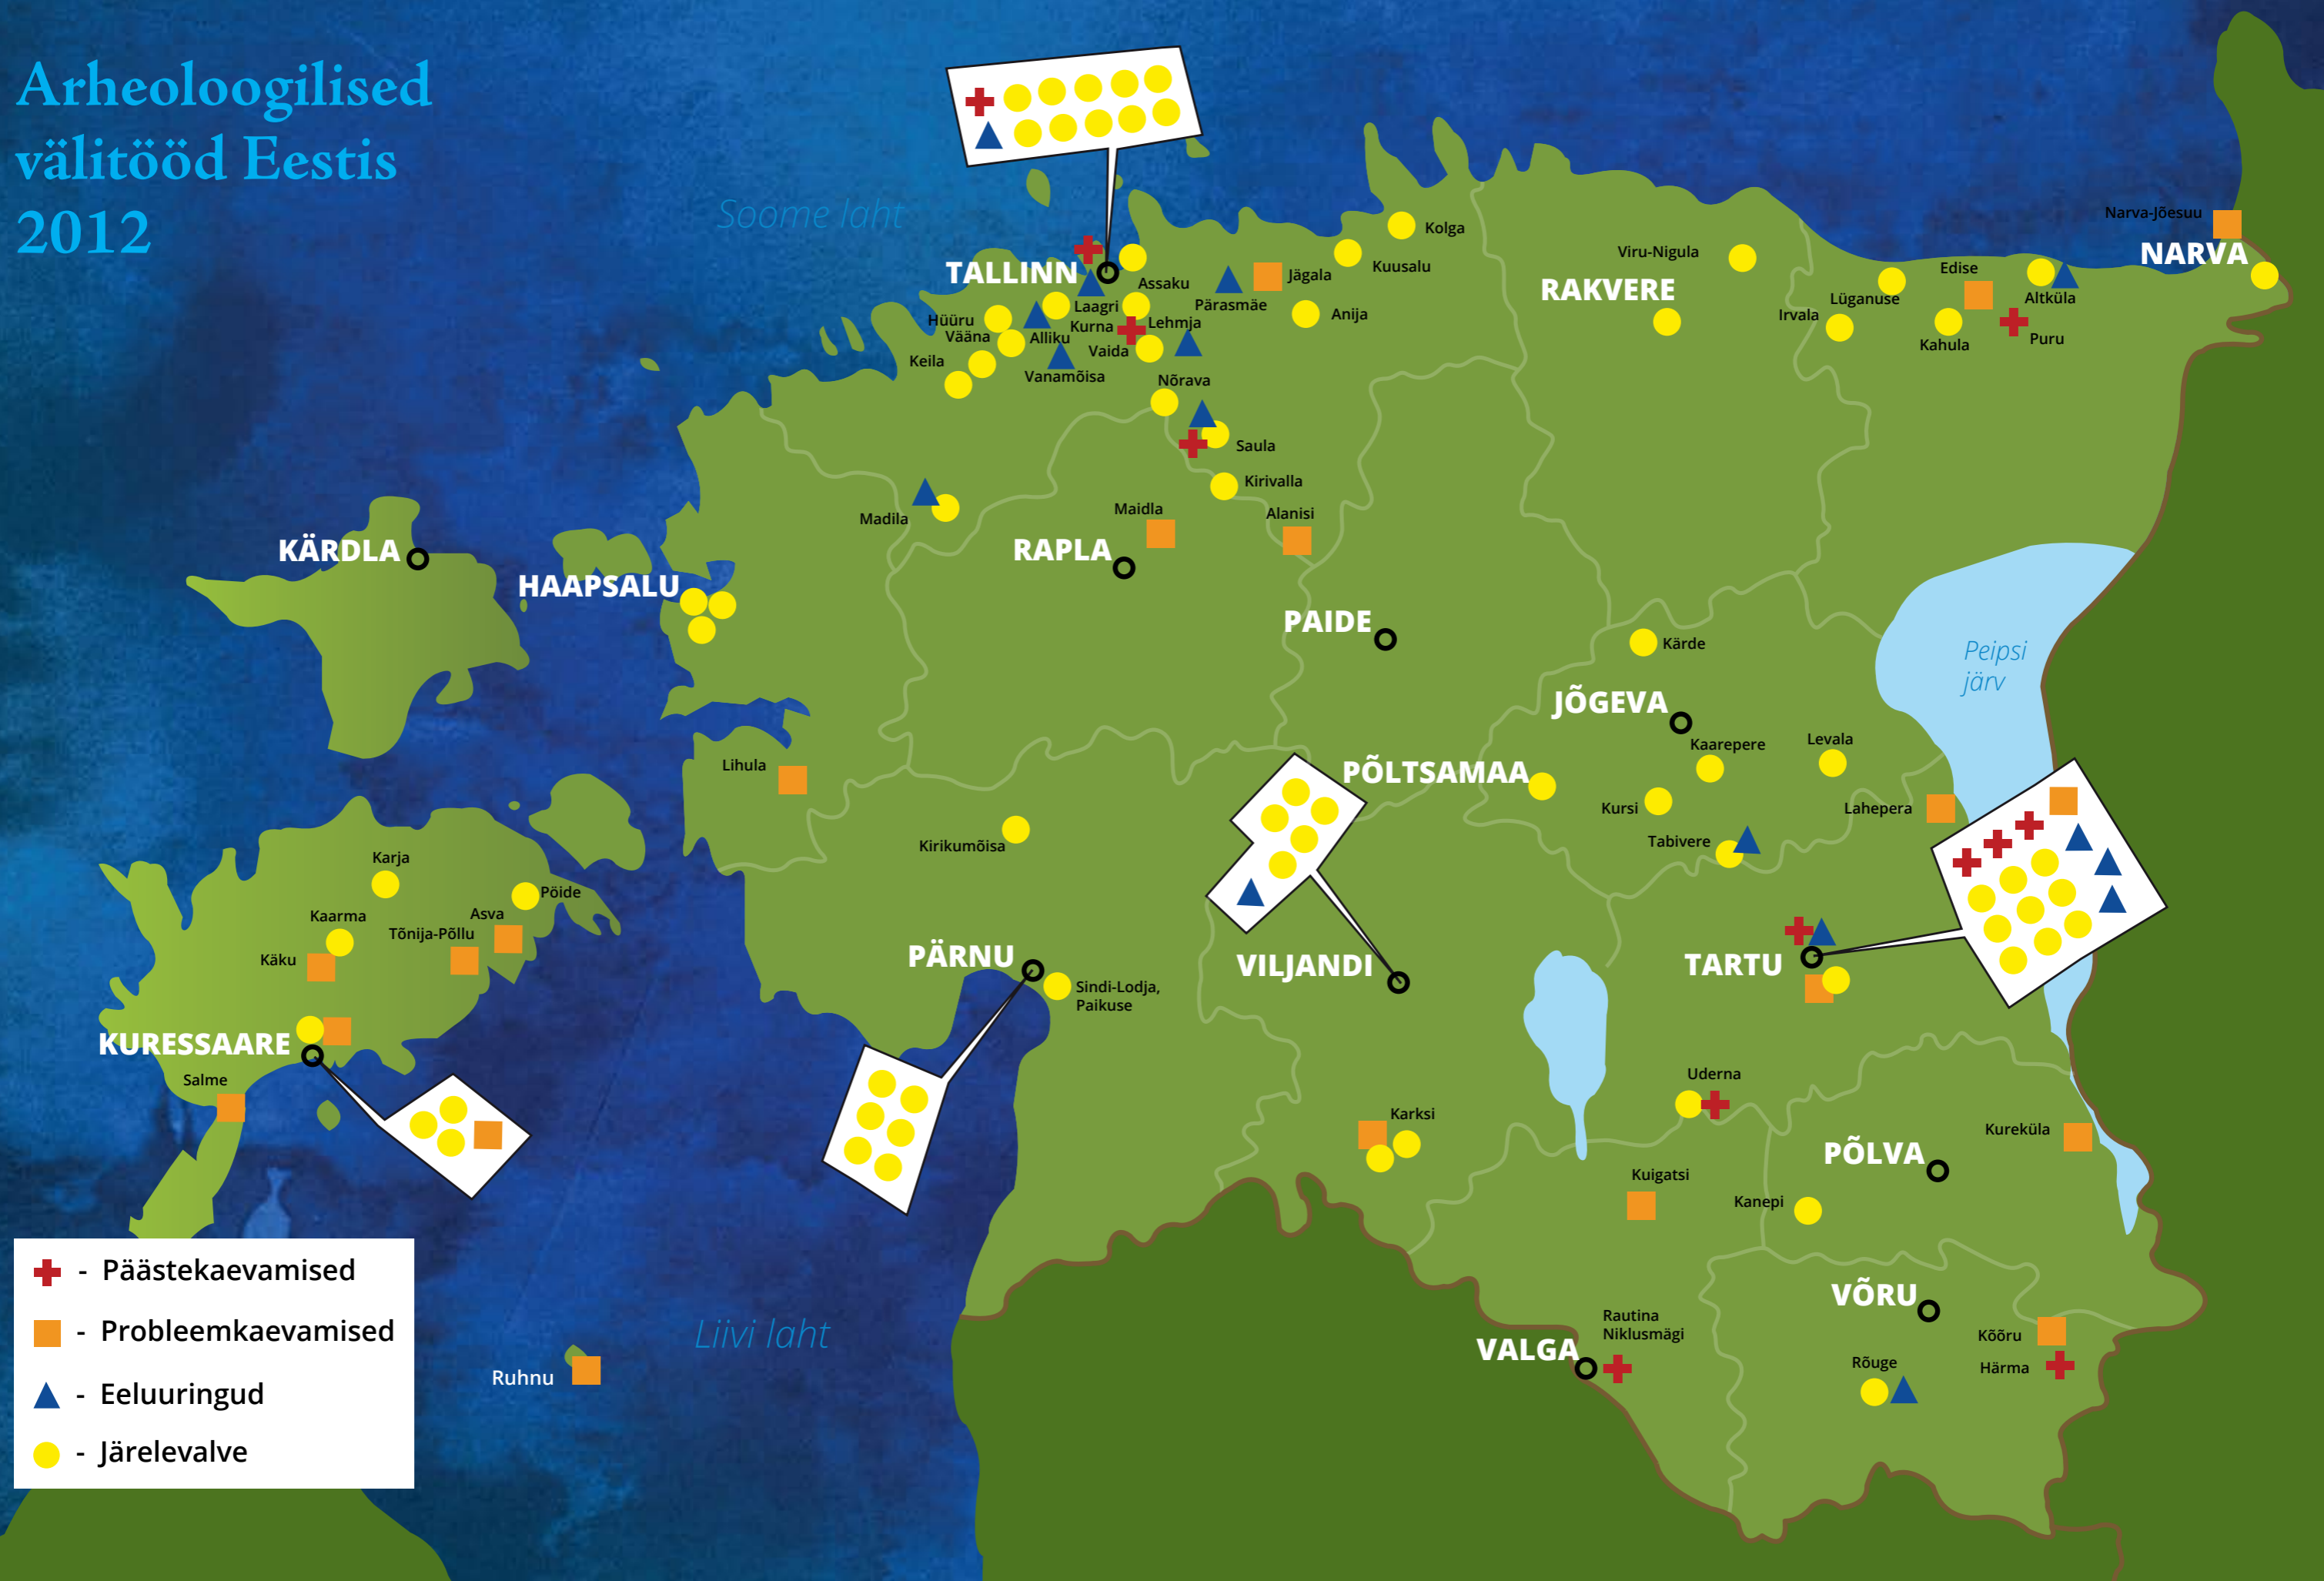 Arheoloogilised
välitööd Eestis
2012
Soome laht
Narva-Jõesuu
NARVA
Kolga
Kuusalu
Viru-Nigula
RAKVERE
TALLINN
Assaku
Jägala
Pärasmäe
Anija
Laagri
Hüüru
Kurna
Lehmja
Vääna
Alliku
Vaida
Keila
Vanamõisa
Nõrava
Edise
Lüganuse
Altküla
Irvala
Kahula
Puru
Saula
Kirivalla
Madila
Maidla
Alanisi
RAPLA
KÄRDLA
HAAPSALU
PAIDE
Kärde
Peipsi
järv
JÕGEVA
Kaarepere
Levala
PÕLTSAMAA
Lihula
Kursi
Lahepera
Kirikumõisa
Tabivere
Karja
Pöide
Kaarma
Asva
Tõnija-Põllu
Käku
PÄRNU
Sindi-Lodja,
Paikuse
VILJANDI
TARTU
KURESSAARE
Salme
Uderna
Karksi
Kureküla
PÕLVA
Kuigatsi
Kanepi
VÕRU
Rautina
Niklusmägi
VALGA
Kõõru
Härma
Rõuge
Liivi laht
Ruhnu
- Päästekaevamised
- Probleemkaevamised
- Eeluuringud
- Järelevalve